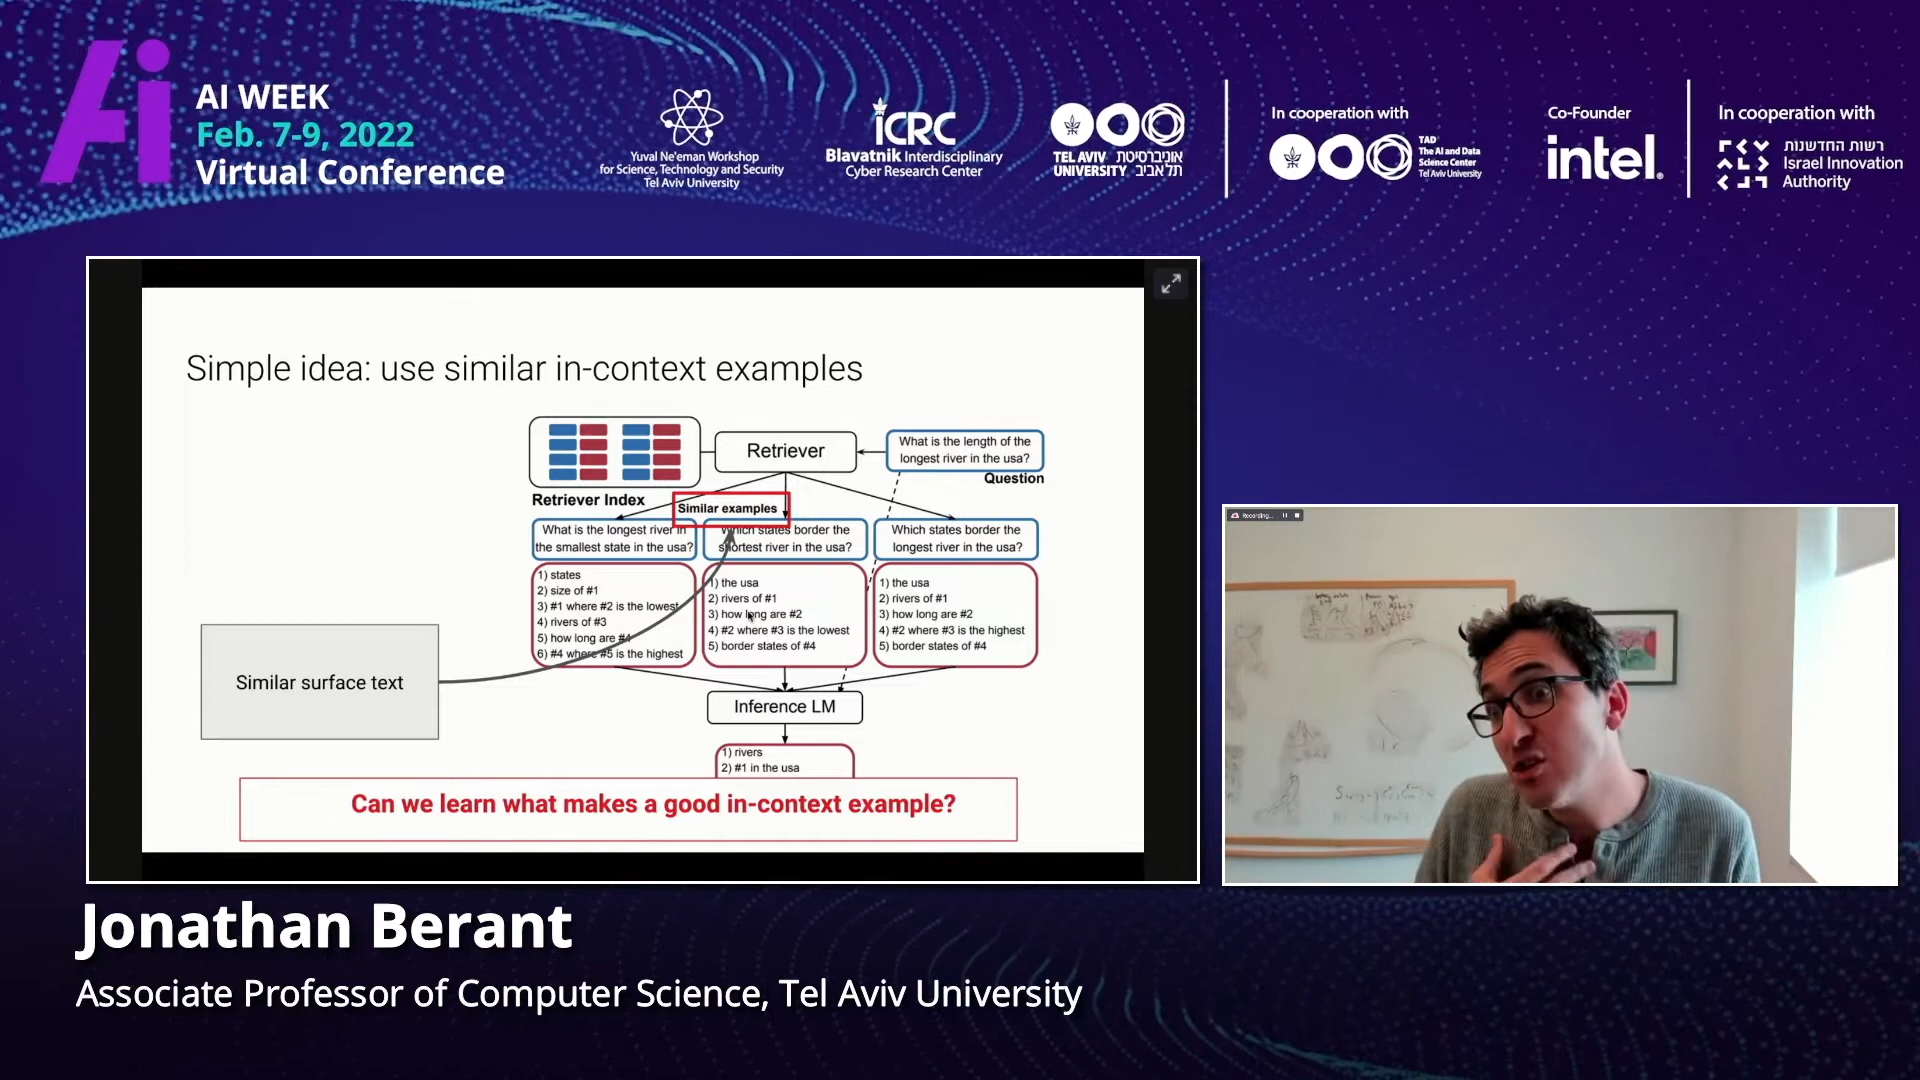 Ai
AI WEEK
Feb. 7-9, 2022
Virtual Conference
Yuval Ne'eman Workshop
for Science, Technology and Security
Tel Aviv University
iCRC
Blavatnik Interdisciplinary
Cyber Research Center
TEL AVIV אוניברסיטת
UNIVERSITY תל אביב
In cooperation with
TAD
The AI and Data
Science Center
Tel Aviv University
Co-Founder
intel.
In cooperation with
רשות החדשנות
Israel Innovation
Authority
Simple idea: use similar in-context examples
Retriever
What is the length of the
longest river in the usa?
Question
Retriever Index
Similar examples
What is the longest river in
the smallest state in the usa?
Which states border the
shortest river in the usa?
Which states border the
longest river in the usa?
1) states
2) size of #1
3) #1 where #2 is the lowest
4) rivers of #3
5) how long are #4
6) #4 where #5 is the highest
1) the usa
2) rivers of #1
3) how long are #2
4) #2 where #3 is the lowest
5) border states of #4
1) the usa
2) rivers of #1
3) how long are #2
4) #2 where #3 is the highest
5) border states of #4
Similar surface text
Inference LM
1) rivers
2) #1 in the usa
Can we learn what makes a good in-context example?
Recording...
Jonathan Berant
Associate Professor of Computer Science, Tel Aviv University